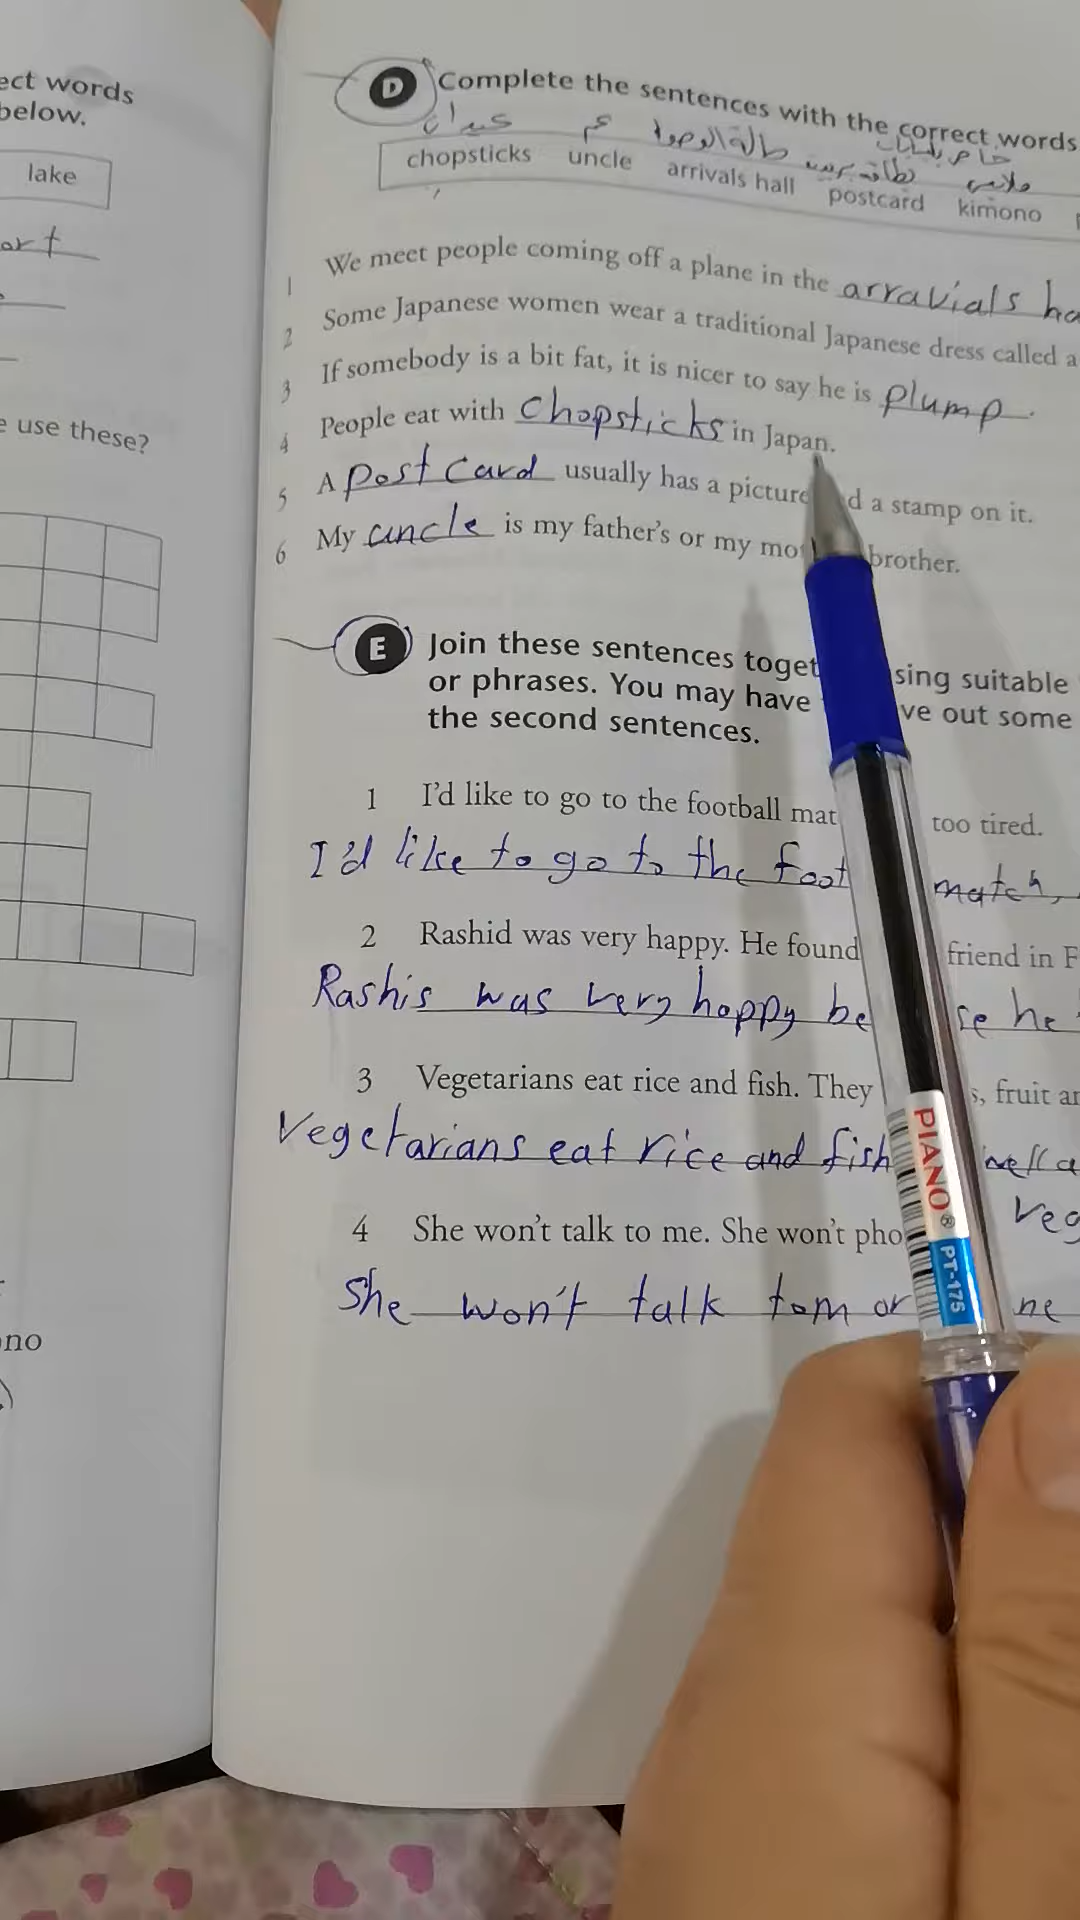 ect words
below.
lake
art
e use these?
no
D Complete the sentences with the correct words
عم
chopsticks uncle arrivals hall postcard kimono
1 We meet people coming off a plane in the arravials ha
2 Some Japanese women wear a traditional Japanese dress called a
3 If somebody is a bit fat, it is nicer to say he is plump.
4 People eat with chopsticks in Japan.
5 A postcard usually has a picture d a stamp on it.
6 My uncle is my father's or my mo brother.
E Join these sentences toget sing suitable
or phrases. You may have ve out some
the second sentences.
1 I'd like to go to the football mat too tired.
I'd like to go to the foot match,
2 Rashid was very happy. He found friend in F
Rashis was very happy be se he
3 Vegetarians eat rice and fish. They s, fruit an
Vegetarians eat rice and fish well a
veg
4 She won't talk to me. She won't pho
She won't talk tom or ne
PIANO®
PT-175